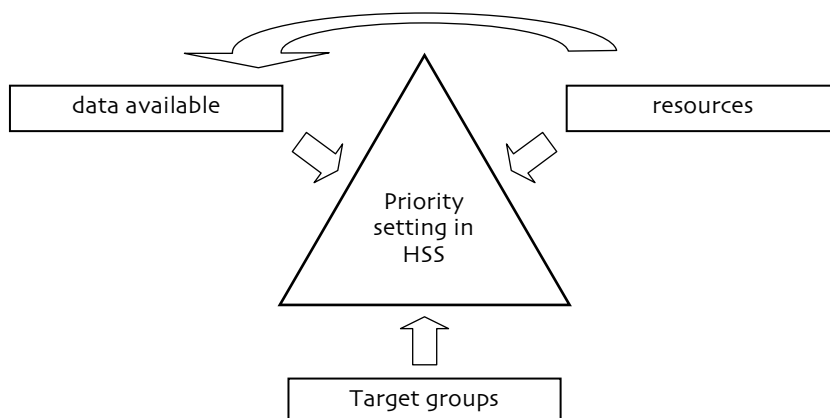 data available
resources
Priority
setting in
HSS
Target groups